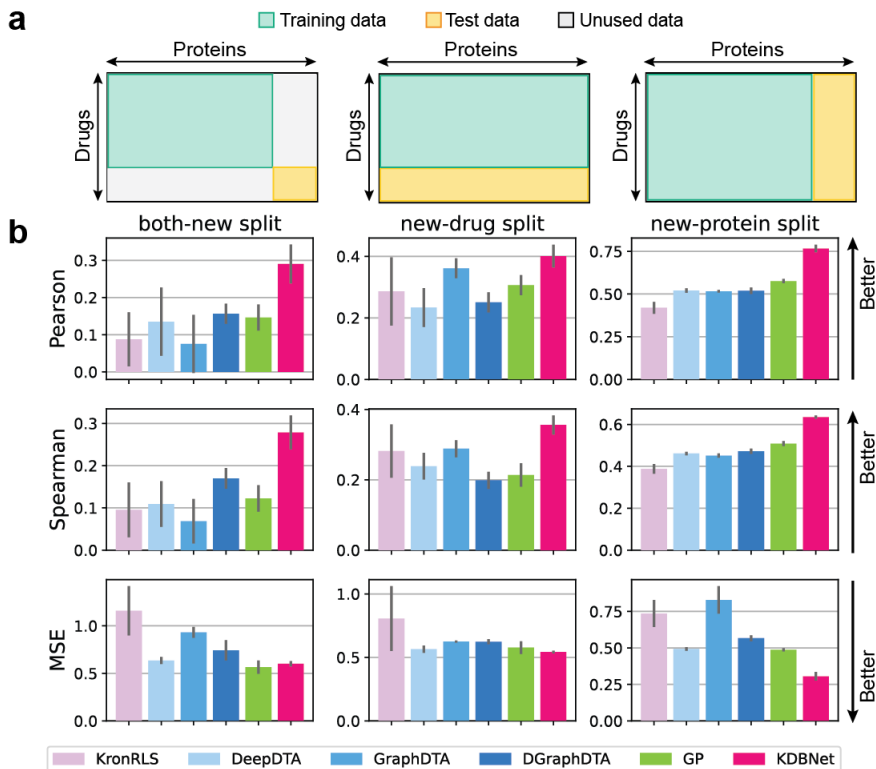 a
Training data Test data Unused data
Proteins Proteins Proteins
Drugs Drugs Drugs
b
both-new split new-drug split new-protein split
Pearson
0.3
0.2
0.1
0.0
0.4
0.2
0.0
0.75
0.50
0.25
0.00
Better
Spearman
0.3
0.2
0.1
0.0
0.4
0.2
0.0
0.6
0.4
0.2
0.0
Better
MSE
1.0
0.5
0.0
1.0
0.5
0.0
0.75
0.50
0.25
0.00
Better
KronRLS DeepDTA GraphDTA DGraphDTA GP KDBNet